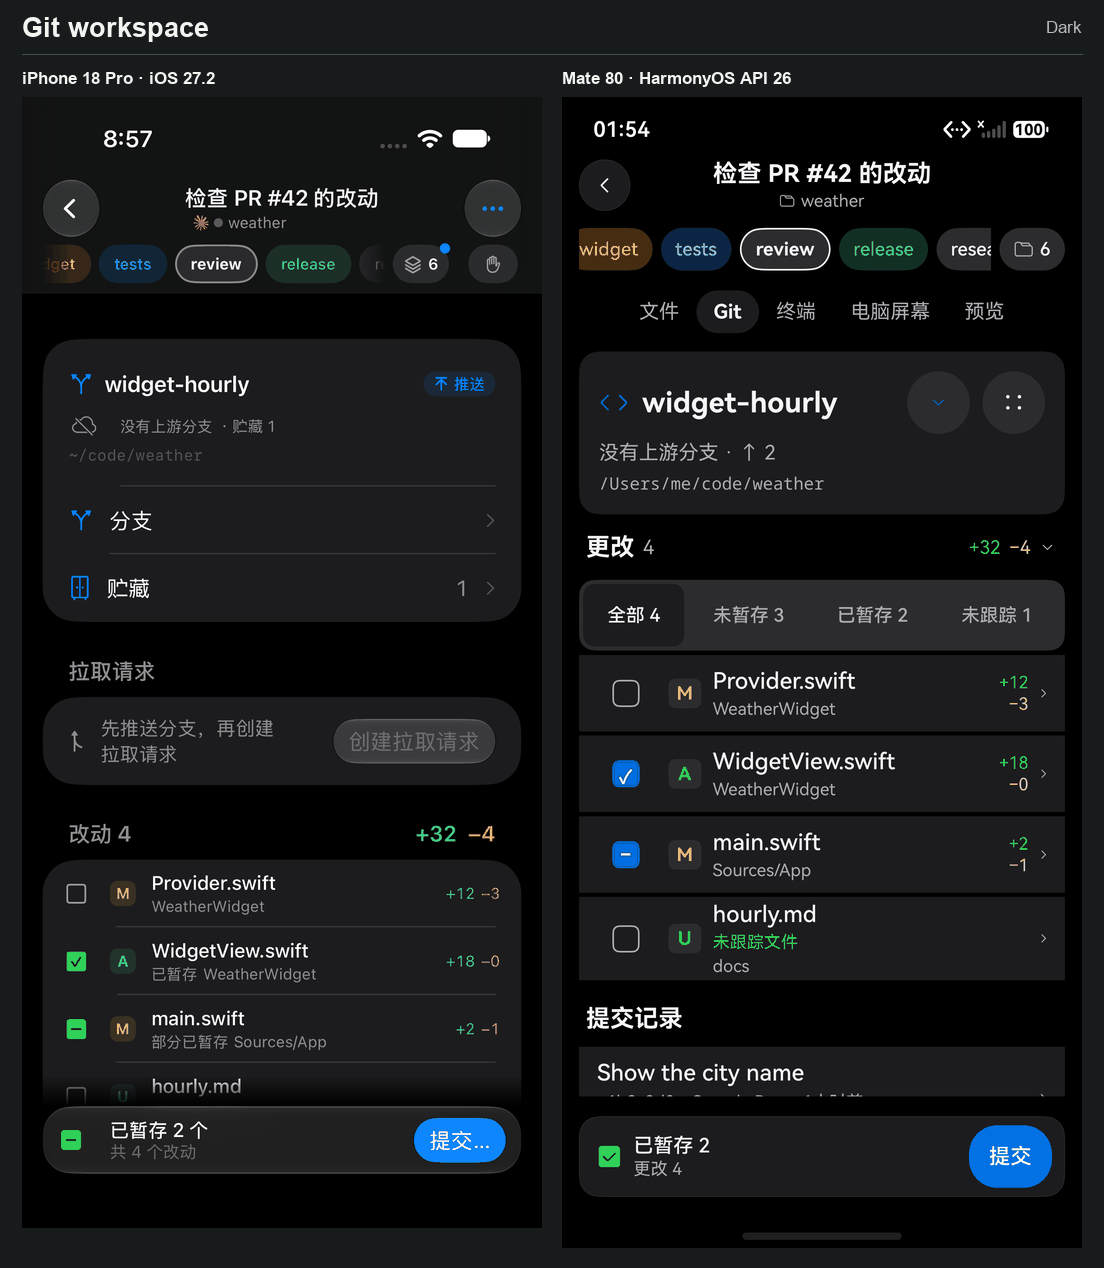 Git workspace
Dark
iPhone 18 Pro · iOS 27.2
8:57
检查 PR #42 的改动
weather
dget
tests
review
release
6
widget-hourly
推送
没有上游分支 · 贮藏 1
~/code/weather
分支
贮藏
1
拉取请求
先推送分支，再创建
拉取请求
创建拉取请求
改动 4
+32 −4
Provider.swift
M
WeatherWidget
+12 −3
WidgetView.swift
A
已暂存 WeatherWidget
+18 −0
main.swift
M
部分已暂存 Sources/App
+2 −1
hourly.md
U
已暂存 2 个
共 4 个改动
提交...
Mate 80 · HarmonyOS API 26
01:54
100
检查 PR #42 的改动
weather
widget
tests
review
release
resea
6
文件
Git
终端
电脑屏幕
预览
widget-hourly
没有上游分支 · ↑ 2
/Users/me/code/weather
更改 4
+32 −4
全部 4
未暂存 3
已暂存 2
未跟踪 1
M
Provider.swift
WeatherWidget
+12
−3
A
WidgetView.swift
WeatherWidget
+18
−0
M
main.swift
Sources/App
+2
−1
U
hourly.md
未跟踪文件
docs
提交记录
Show the city name
已暂存 2
更改 4
提交